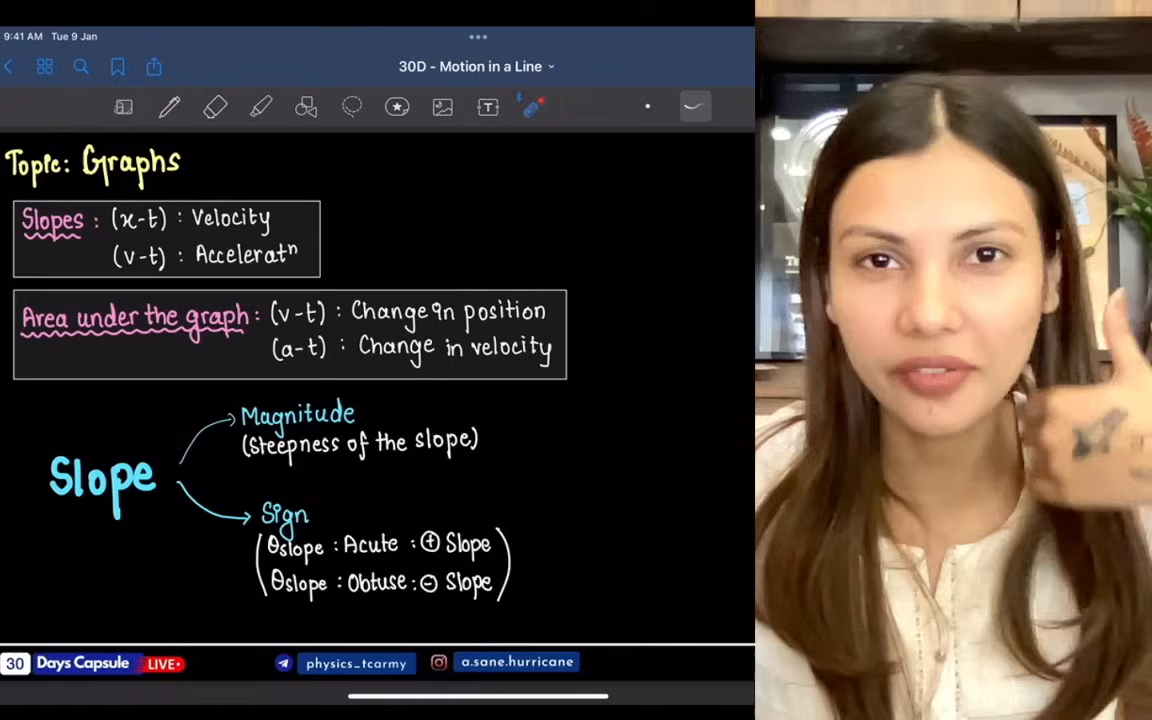 9:41 AM Tue 9 Jan
30D - Motion in a Line
T
Topic: Graphs
Slopes : (x-t) : Velocity
(v-t) : Acceleratⁿ
Area under the graph : (v-t) : Change in position
(a-t) : Change in velocity
Magnitude
(Steepness of the slope)
Slope
Sign
(θslope : Acute : ⊕ Slope
θslope : Obtuse : ⊖ Slope)
30 Days Capsule LIVE
physics_tcarmy
a.sane.hurricane